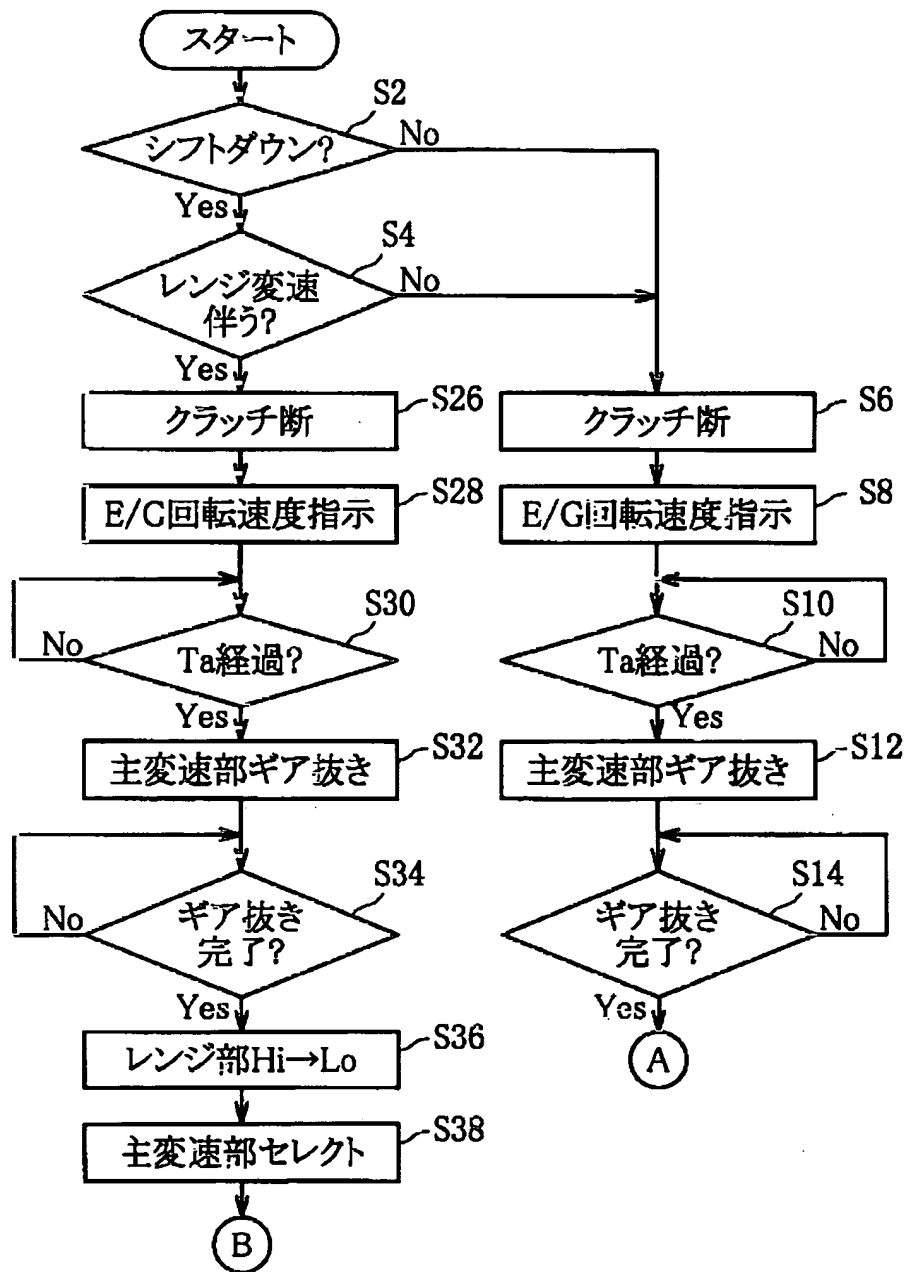 スタート
S2
シフトダウン?
No
Yes
S4
レンジ変速
伴う?
No
Yes
S26
クラッチ断
S28
E/C回転速度指示
S30
Ta経過?
No
Yes
S32
主変速部ギア抜き
S34
ギア抜き
完了?
No
Yes
S36
レンジ部Hi→Lo
S38
主変速部セレクト
B
S6
クラッチ断
S8
E/G回転速度指示
S10
Ta経過?
No
Yes
S12
主変速部ギア抜き
S14
ギア抜き
完了?
No
Yes
A